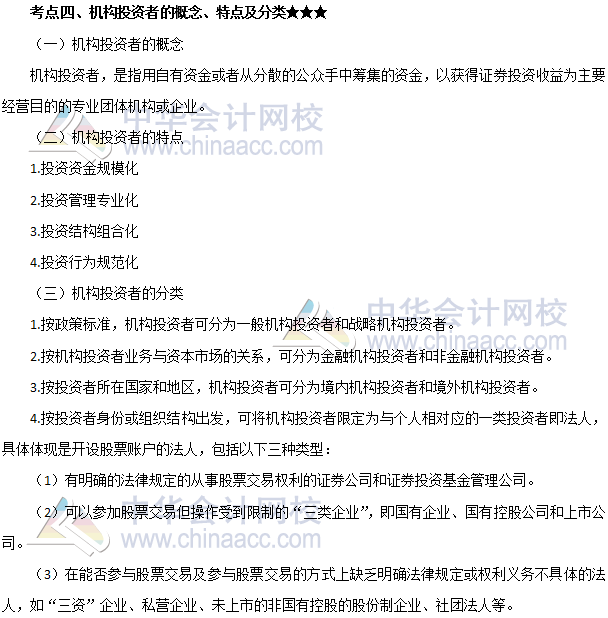 考点四、机构投资者的概念、特点及分类★★★
（一）机构投资者的概念
机构投资者，是指用自有资金或者从分散的公众手中筹集的资金，以获得证券投资收益为主要
经营目的的专业团体机构或企业。
中华会计网校
www.chinaacc.com
（二）机构投资者的特点
1.投资资金规模化
2.投资管理专业化
3.投资结构组合化
4.投资行为规范化
（三）机构投资者的分类
中华会计网校
www.chinaacc.com
1.按政策标准，机构投资者可分为一般机构投资者和战略机构投资者。
2.按机构投资者业务与资本市场的关系，可分为金融机构投资者和非金融机构投资者。
3.按投资者所在国家和地区，机构投资者可分为境内机构投资者和境外机构投资者。
4.按投资者身份或组织结构出发，可将机构投资者限定为与个人相对应的一类投资者即法人，
具体体现是开设股票账户的法人，包括以下三种类型：
（1）有明确的法律规定的从事股票交易权利的证券公司和证券投资基金管理公司。
中华会计网校
www.chinaacc.com
（2）可以参加股票交易但操作受到限制的“三类企业”，即国有企业、国有控股公司和上市公
司。
（3）在能否参与股票交易及参与股票交易的方式上缺乏明确法律规定或权利义务不具体的法
人，如“三资”企业、私营企业、未上市的非国有控股的股份制企业、社团法人等。